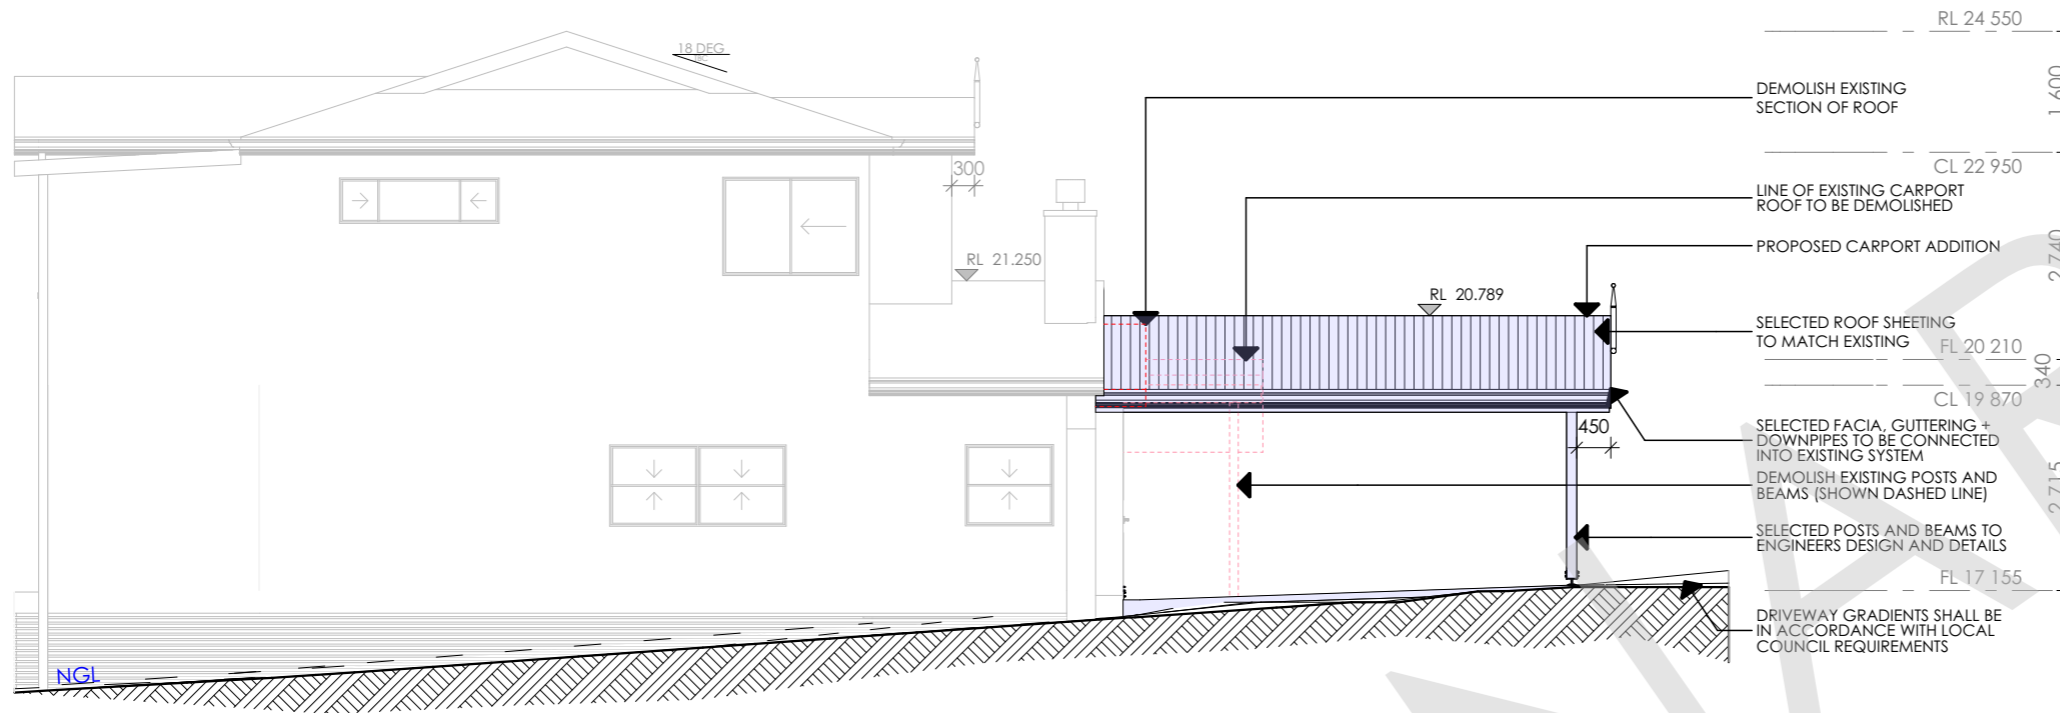 RL 24 550
18 DEG
1,600
DEMOLISH EXISTING
SECTION OF ROOF
CL 22 950
300
LINE OF EXISTING CARPORT
ROOF TO BE DEMOLISHED
2,740
PROPOSED CARPORT ADDITION
RL 21.250
RL 20.789
SELECTED ROOF SHEETING
TO MATCH EXISTING
FL 20 210
340
CL 19 870
450
SELECTED FACIA, GUTTERING +
DOWNPIPES TO BE CONNECTED
INTO EXISTING SYSTEM
DEMOLISH EXISTING POSTS AND
BEAMS (SHOWN DASHED LINE)
2,715
SELECTED POSTS AND BEAMS TO
ENGINEERS DESIGN AND DETAILS
FL 17 155
DRIVEWAY GRADIENTS SHALL BE
IN ACCORDANCE WITH LOCAL
COUNCIL REQUIREMENTS
NGL